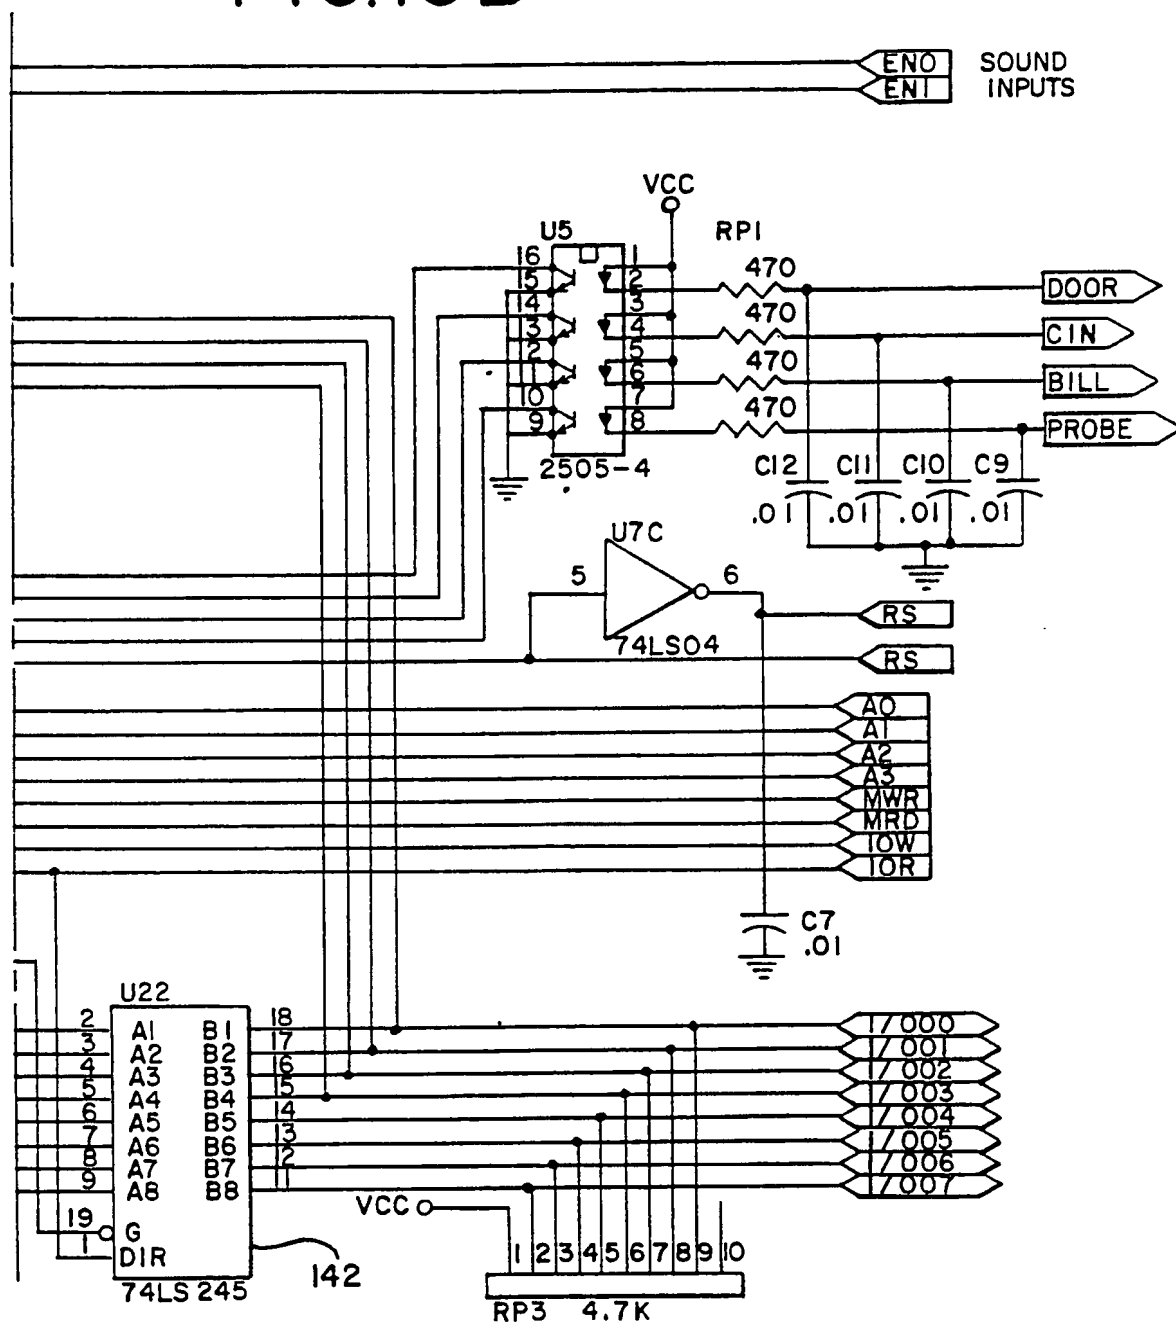 EN0 SOUND
EN1 INPUTS
VCC
U5 RP1
16 1 470
15 2 DOOR
14 3 470
13 4 CIN
12 5 470
11 6 BILL
10 7 470
9 8 PROBE
2505-4 C12 C11 C10 C9
.01 .01 .01 .01
U7C
5 6
RS
74LS04
RS
A0
A1
A2
A3
MWR
MRD
IOW
IOR
C7
.01
U22
2 A1 B1 18 I/O00
3 A2 B2 17 I/O01
4 A3 B3 16 I/O02
5 A4 B4 15 I/O03
6 A5 B5 14 I/O04
7 A6 B6 13 I/O05
8 A7 B7 12 I/O06
9 A8 B8 11 I/O07
VCC
19 G
1 DIR 1 2 3 4 5 6 7 8 9 10
142
74LS245
RP3 4.7K